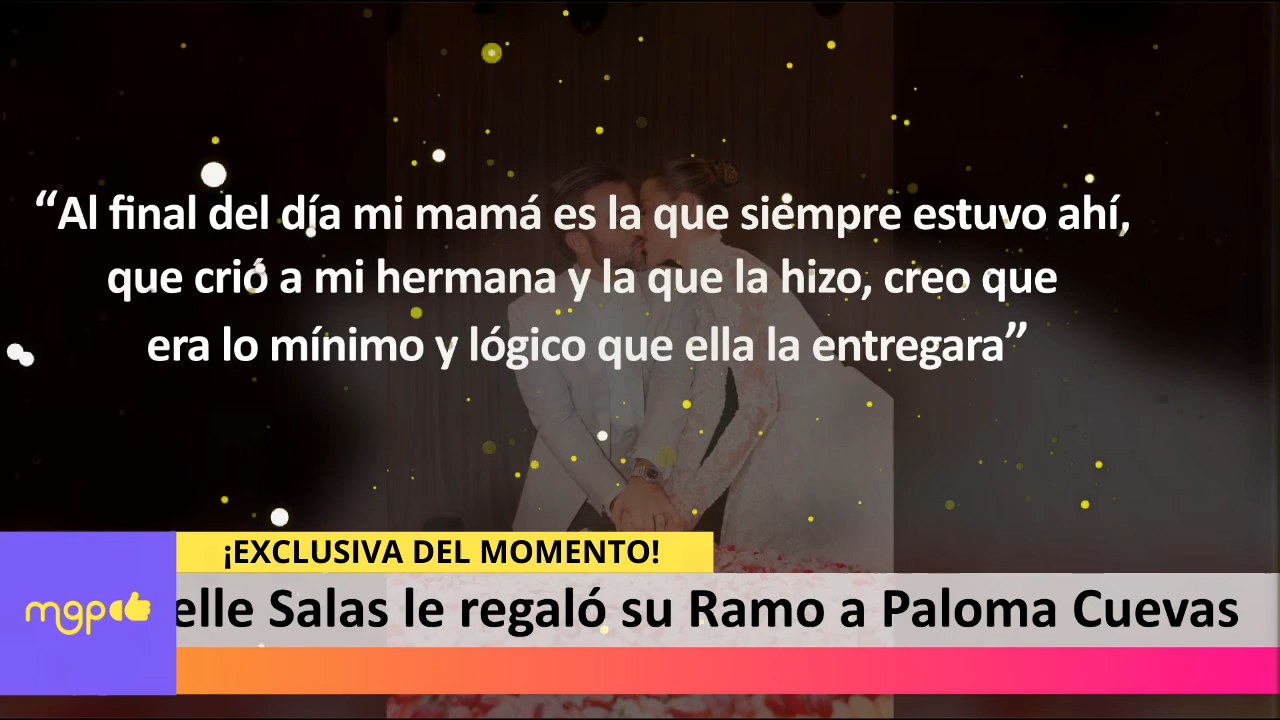 “Al final del día mi mamá es la que siempre estuvo ahí,
que crió a mi hermana y la que la hizo, creo que
era lo mínimo y lógico que ella la entregara”
¡EXCLUSIVA DEL MOMENTO!
mgp
elle Salas le regaló su Ramo a Paloma Cuevas